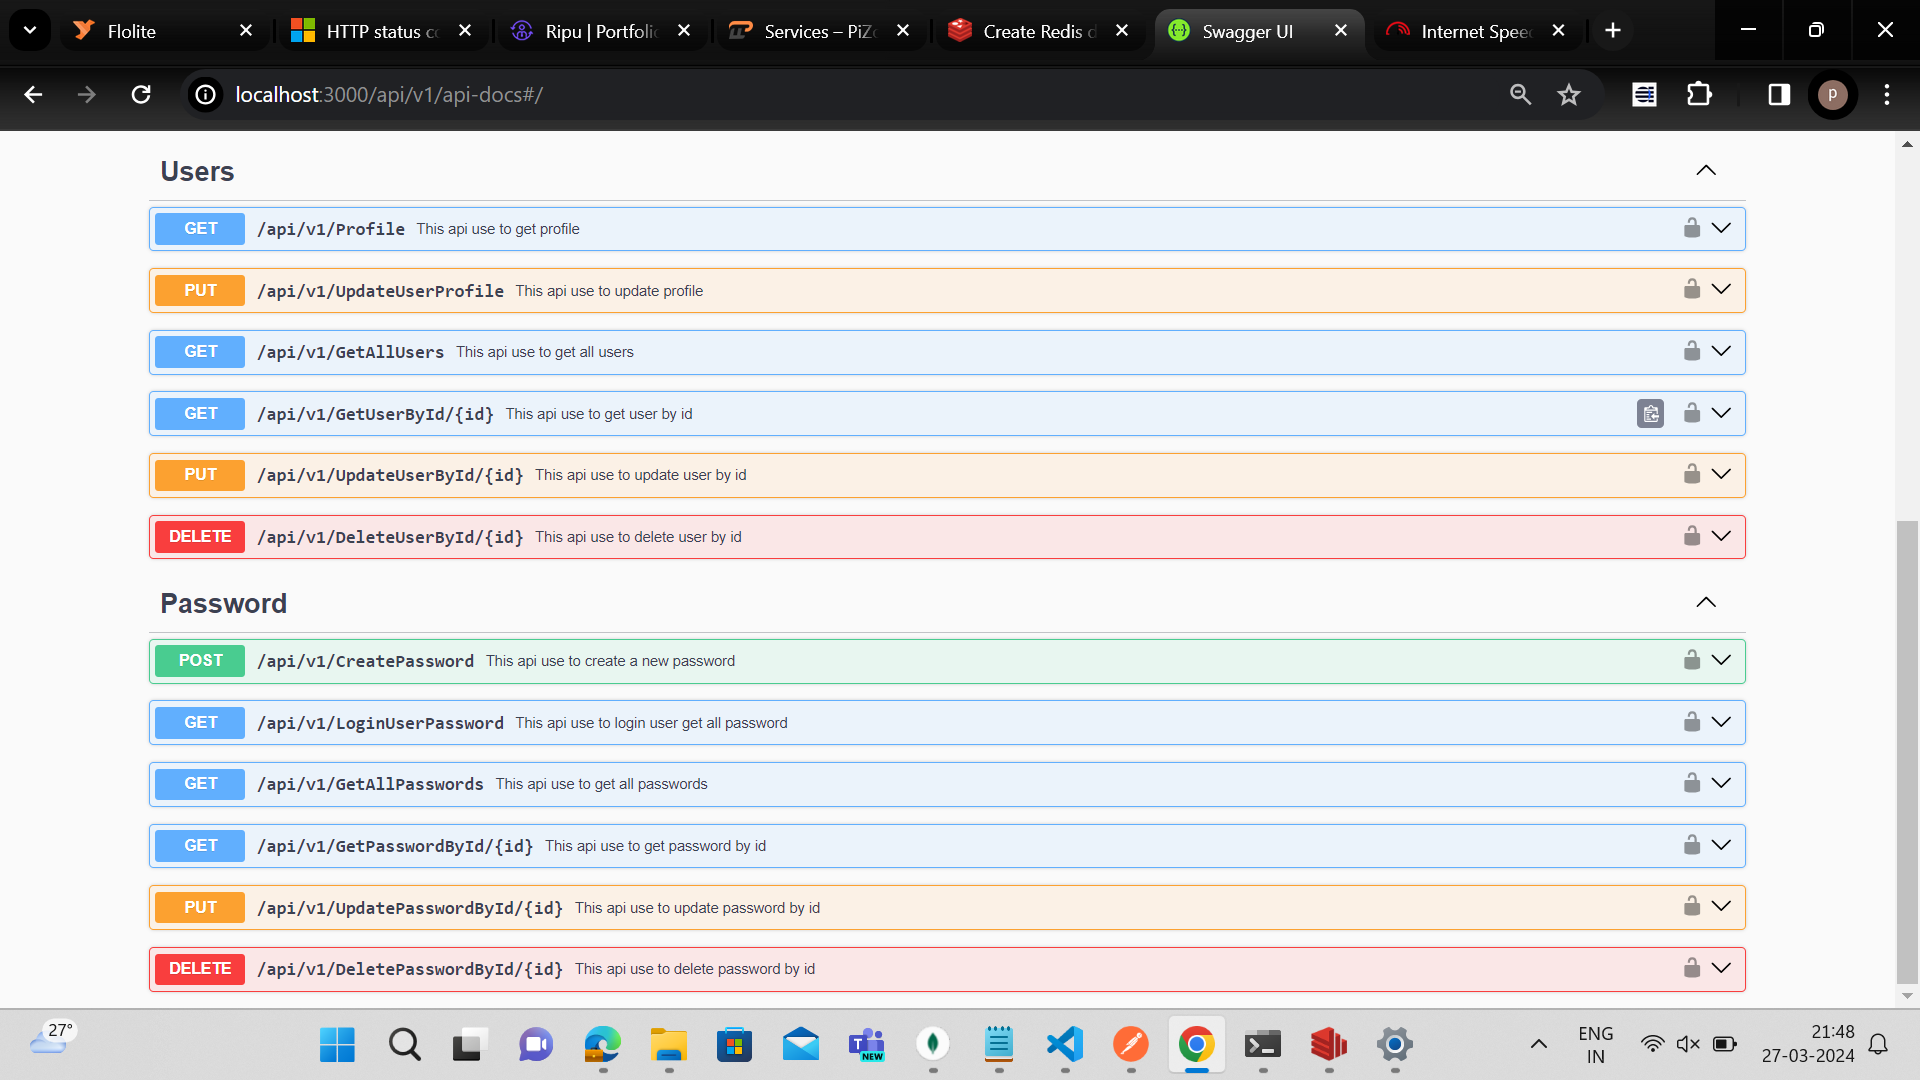 Flolite
HTTP status co
Ripu | Portfolio
Services – PiZo
Create Redis d
Swagger UI
Internet Speed
localhost:3000/api/v1/api-docs#/
P
Users
GET /api/v1/Profile This api use to get profile
PUT /api/v1/UpdateUserProfile This api use to update profile
GET /api/v1/GetAllUsers This api use to get all users
GET /api/v1/GetUserById/{id} This api use to get user by id
PUT /api/v1/UpdateUserById/{id} This api use to update user by id
DELETE /api/v1/DeleteUserById/{id} This api use to delete user by id
Password
POST /api/v1/CreatePassword This api use to create a new password
GET /api/v1/LoginUserPassword This api use to login user get all password
GET /api/v1/GetAllPasswords This api use to get all passwords
GET /api/v1/GetPasswordById/{id} This api use to get password by id
PUT /api/v1/UpdatePasswordById/{id} This api use to update password by id
DELETE /api/v1/DeletePasswordById/{id} This api use to delete password by id
27°
T
NEW
ENG
IN
21:48
27-03-2024